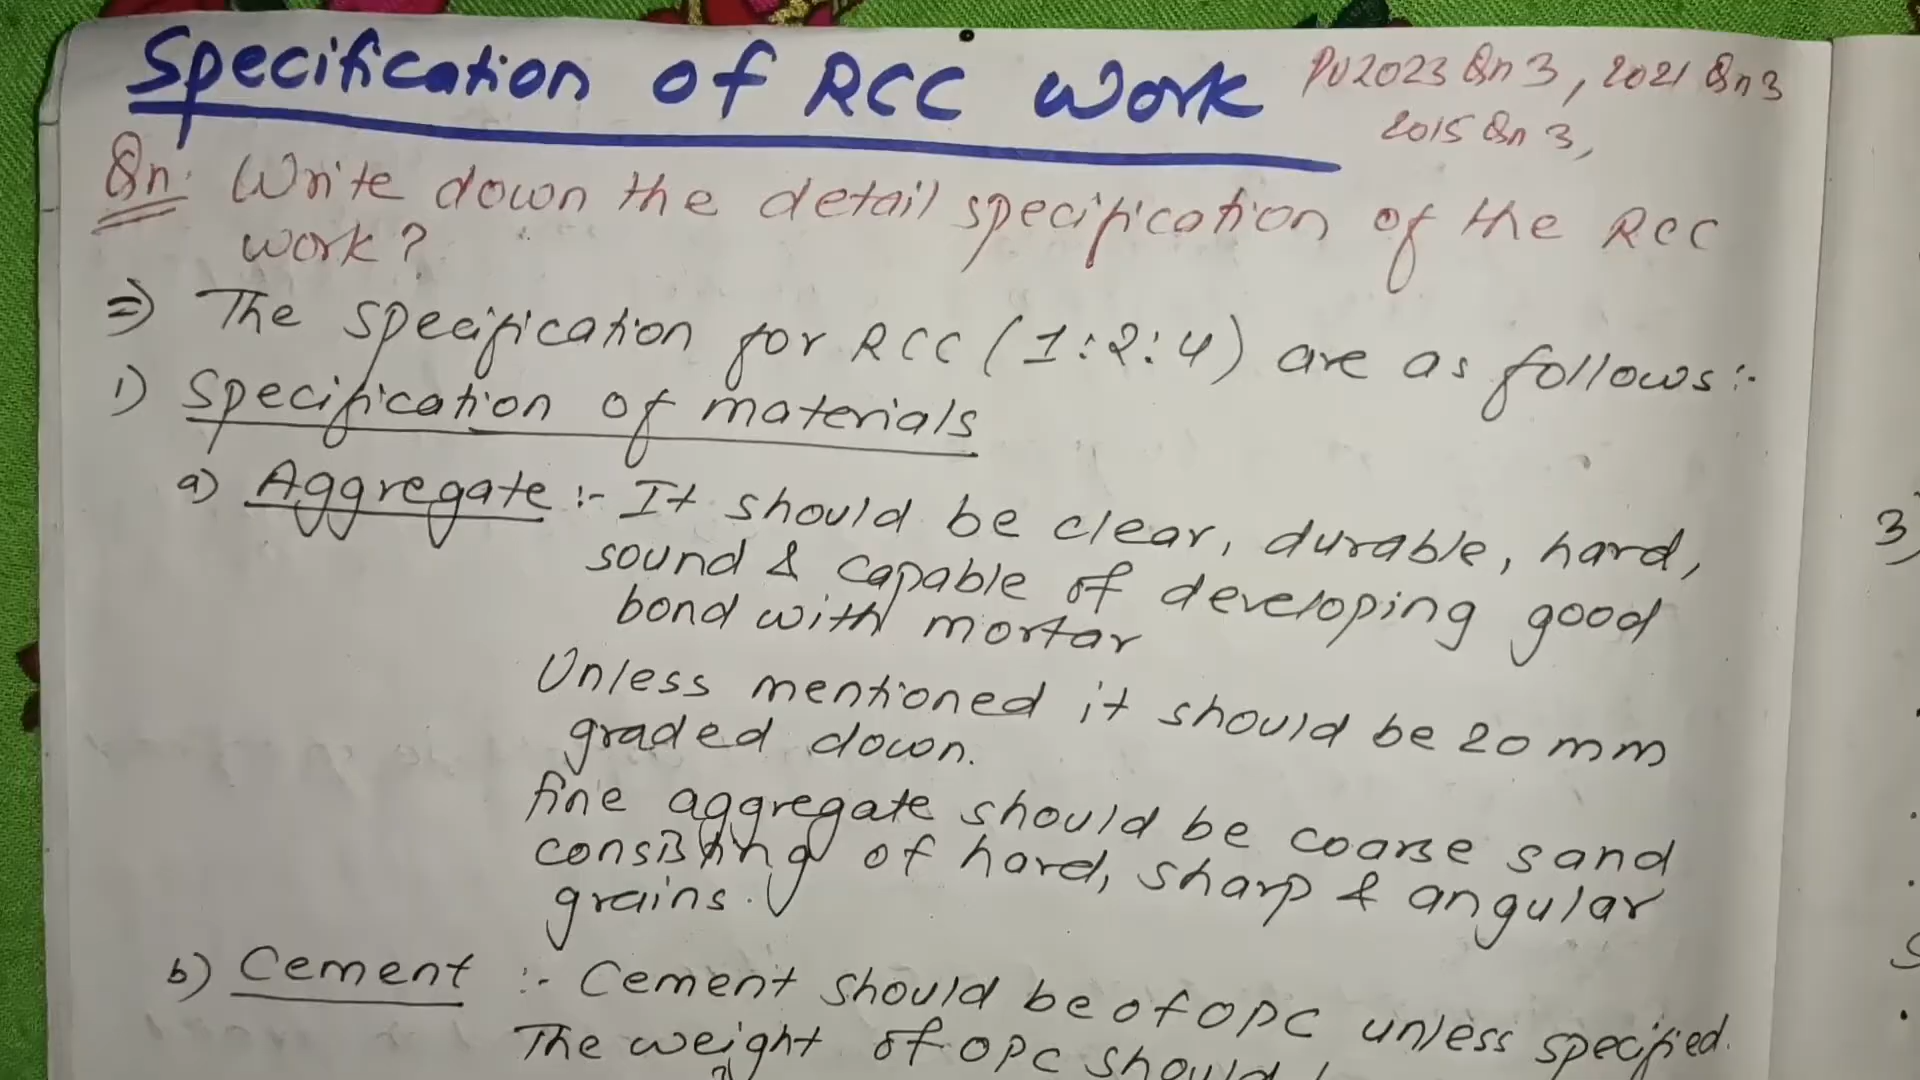 Specification of RCC Work
PU2023 Qn 3, 2021 Qn 3
2015 Qn 3,
Qn. Write down the detail specification of the RCC
work?
⇒ The specification for RCC (1:2:4) are as follows:-
1) Specification of materials
a) Aggregate :- It should be clear, durable, hard,
sound & capable of developing good
bond with mortar
Unless mentioned it should be 20 mm
graded down.
fine aggregate should be coarse sand
consisting of hard, sharp & angular
grains.
b) Cement :- Cement should be of OPC unless specified.
The weight of OPC should
3)